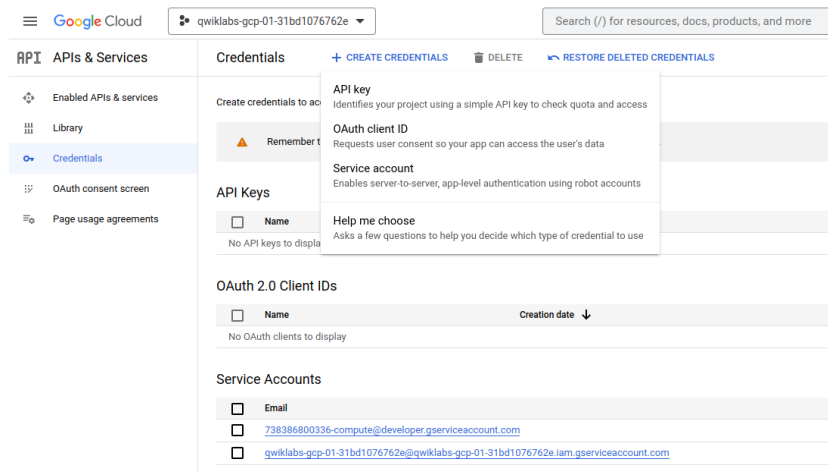 Google Cloud
qwiklabs-gcp-01-31bd1076762e
Search (/) for resources, docs, products, and more
API APIs & Services
Enabled APIs & services
Library
Credentials
OAuth consent screen
Page usage agreements
Credentials
CREATE CREDENTIALS
DELETE
RESTORE DELETED CREDENTIALS
Create credentials to ac
Remember t
API key
Identifies your project using a simple API key to check quota and access
OAuth client ID
Requests user consent so your app can access the user's data
Service account
Enables server-to-server, app-level authentication using robot accounts
Help me choose
Asks a few questions to help you decide which type of credential to use
API Keys
Name
No API keys to displa
OAuth 2.0 Client IDs
Name
Creation date
No OAuth clients to display
Service Accounts
Email
738386800336-compute@developer.gserviceaccount.com
qwiklabs-gcp-01-31bd1076762e@qwiklabs-gcp-01-31bd1076762e.iam.gserviceaccount.com